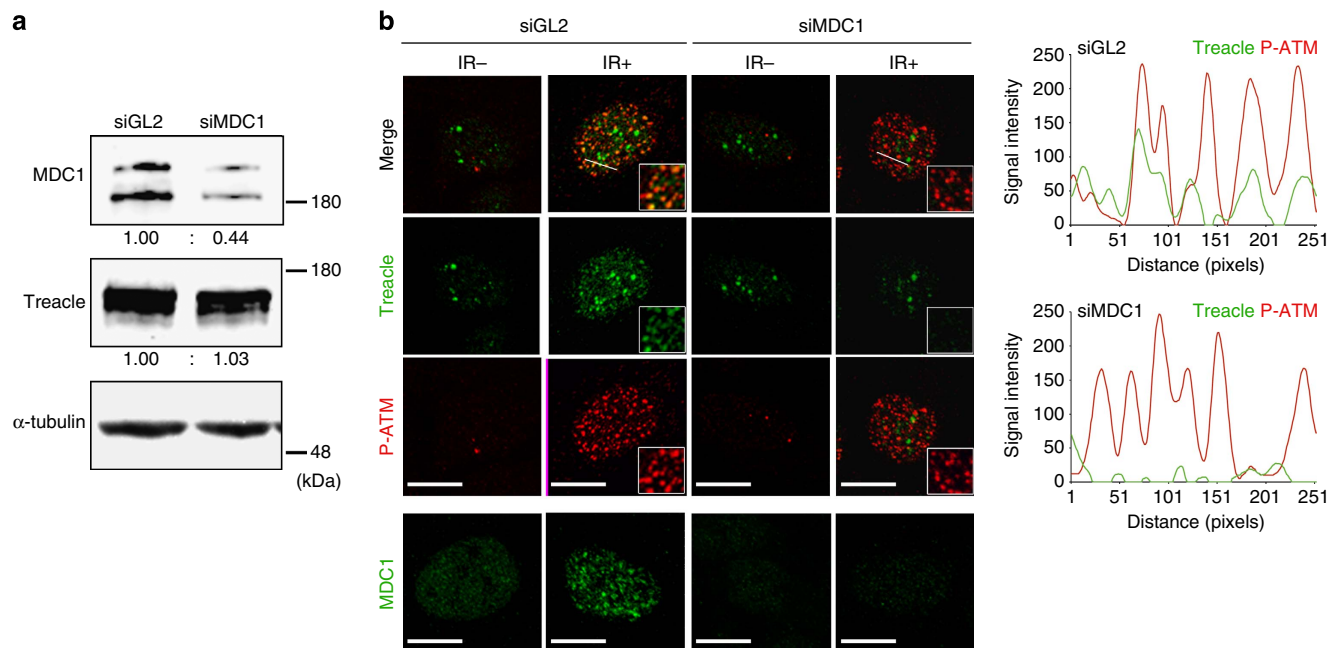 a
siGL2 siMDC1
MDC1
180
1.00 : 0.44
180
Treacle
1.00 : 1.03
α-tubulin
48
(kDa)
b
siGL2 siMDC1
IR– IR+ IR– IR+
Merge
Treacle
P-ATM
MDC1
siGL2 Treacle P-ATM
Signal intensity
250
200
150
100
50
0
1 51 101 151 201 251
Distance (pixels)
siMDC1 Treacle P-ATM
Signal intensity
250
200
150
100
50
0
1 51 101 151 201 251
Distance (pixels)